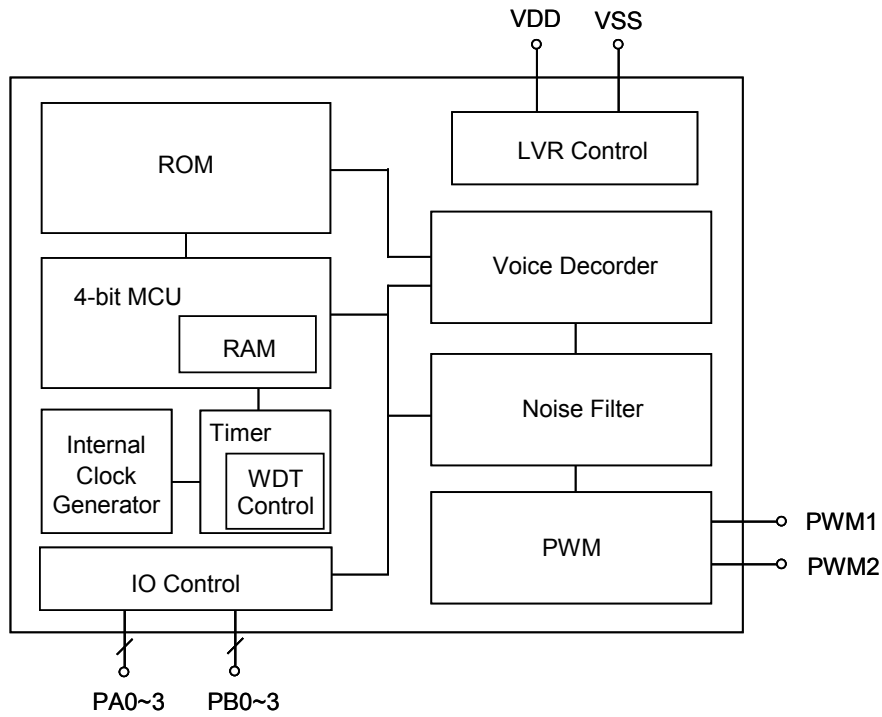 VDD
VSS
ROM
LVR Control
4-bit MCU
RAM
Voice Decorder
Noise Filter
Internal
Clock
Generator
Timer
WDT
Control
PWM
PWM1
PWM2
IO Control
PA0~3
PB0~3